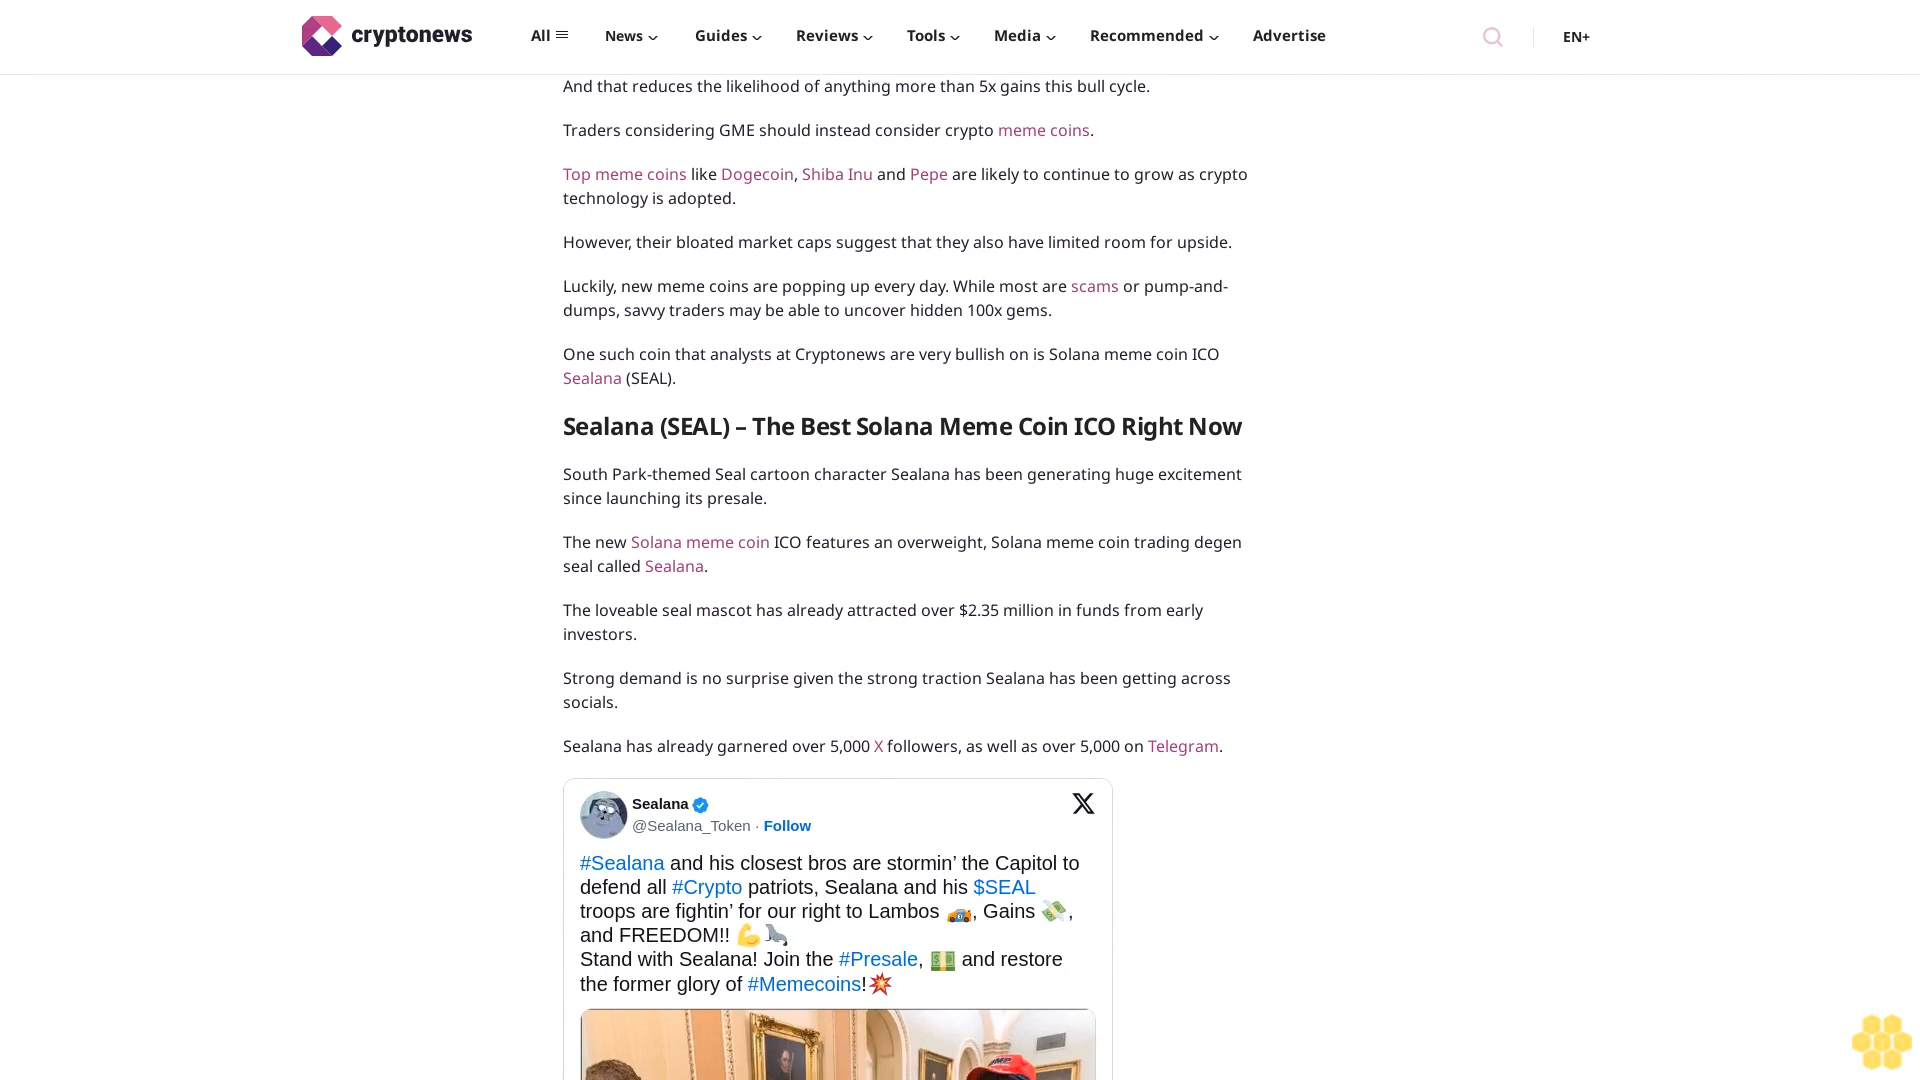 cryptonews
All News Guides Reviews Tools Media Recommended Advertise EN+
And that reduces the likelihood of anything more than 5x gains this bull cycle.
Traders considering GME should instead consider crypto meme coins.
Top meme coins like Dogecoin, Shiba Inu and Pepe are likely to continue to grow as crypto
technology is adopted.
However, their bloated market caps suggest that they also have limited room for upside.
Luckily, new meme coins are popping up every day. While most are scams or pump-and-
dumps, savvy traders may be able to uncover hidden 100x gems.
One such coin that analysts at Cryptonews are very bullish on is Solana meme coin ICO
Sealana (SEAL).
Sealana (SEAL) – The Best Solana Meme Coin ICO Right Now
South Park-themed Seal cartoon character Sealana has been generating huge excitement
since launching its presale.
The new Solana meme coin ICO features an overweight, Solana meme coin trading degen
seal called Sealana.
The loveable seal mascot has already attracted over $2.35 million in funds from early
investors.
Strong demand is no surprise given the strong traction Sealana has been getting across
socials.
Sealana has already garnered over 5,000 X followers, as well as over 5,000 on Telegram.
Sealana
@Sealana_Token · Follow
#Sealana and his closest bros are stormin’ the Capitol to
defend all #Crypto patriots, Sealana and his $SEAL
troops are fightin’ for our right to Lambos 🚗, Gains 💸,
and FREEDOM!! 💪🦭
Stand with Sealana! Join the #Presale, 💵 and restore
the former glory of #Memecoins!💥